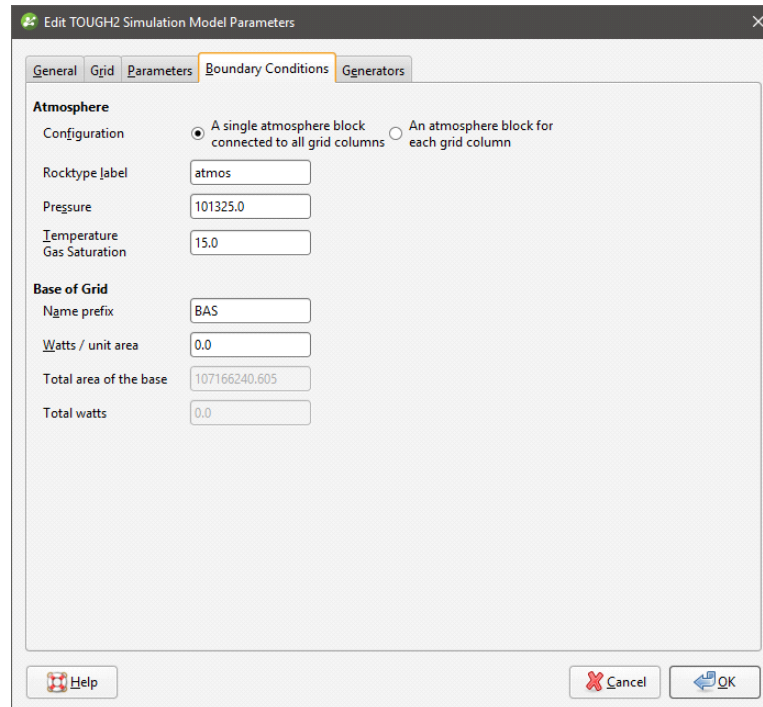 Edit TOUGH2 Simulation Model Parameters
General Grid Parameters Boundary Conditions Generators
Atmosphere
Configuration
A single atmosphere block
connected to all grid columns
An atmosphere block for
each grid column
Rocktype label atmos
Pressure 101325.0
Temperature
Gas Saturation
15.0
Base of Grid
Name prefix BAS
Watts / unit area 0.0
Total area of the base 107166240.605
Total watts 0.0
Help Cancel OK